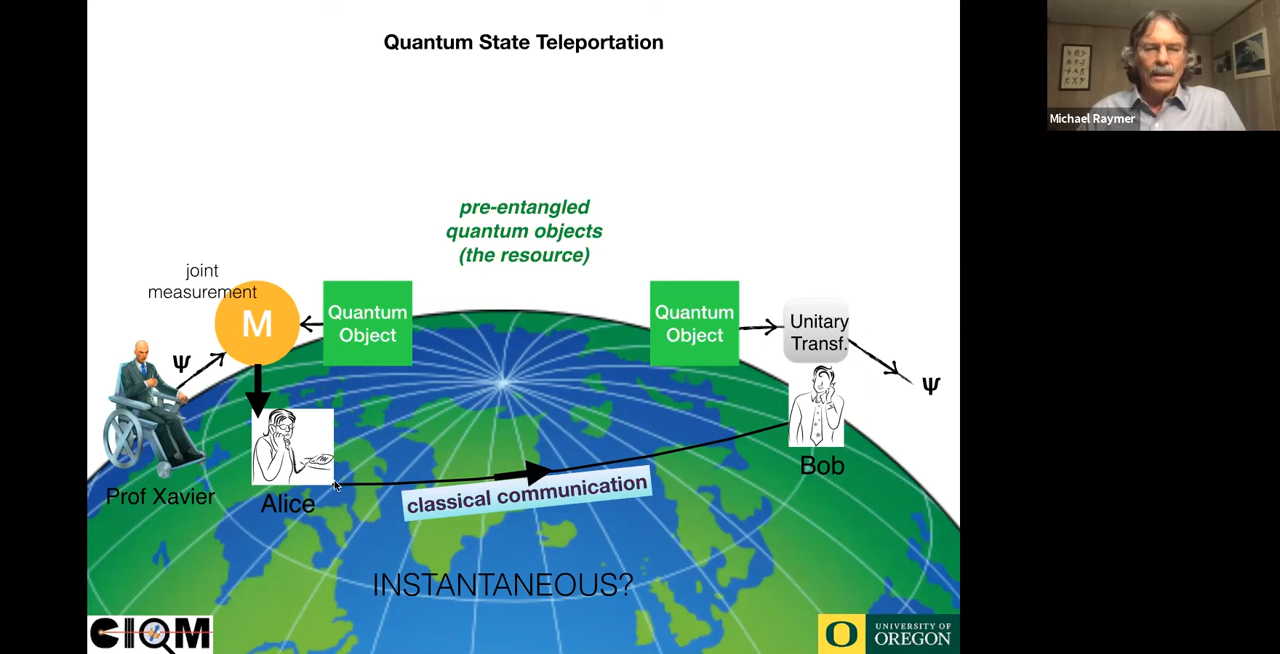 Quantum State Teleportation
Michael Raymer
pre-entangled
quantum objects
(the resource)
joint
measurement
M
Quantum
Object
Quantum
Object
Unitary
Transf.
Ψ
Ψ
Prof Xavier
Alice
Bob
classical communication
INSTANTANEOUS?
CIQM
O
UNIVERSITY OF
OREGON